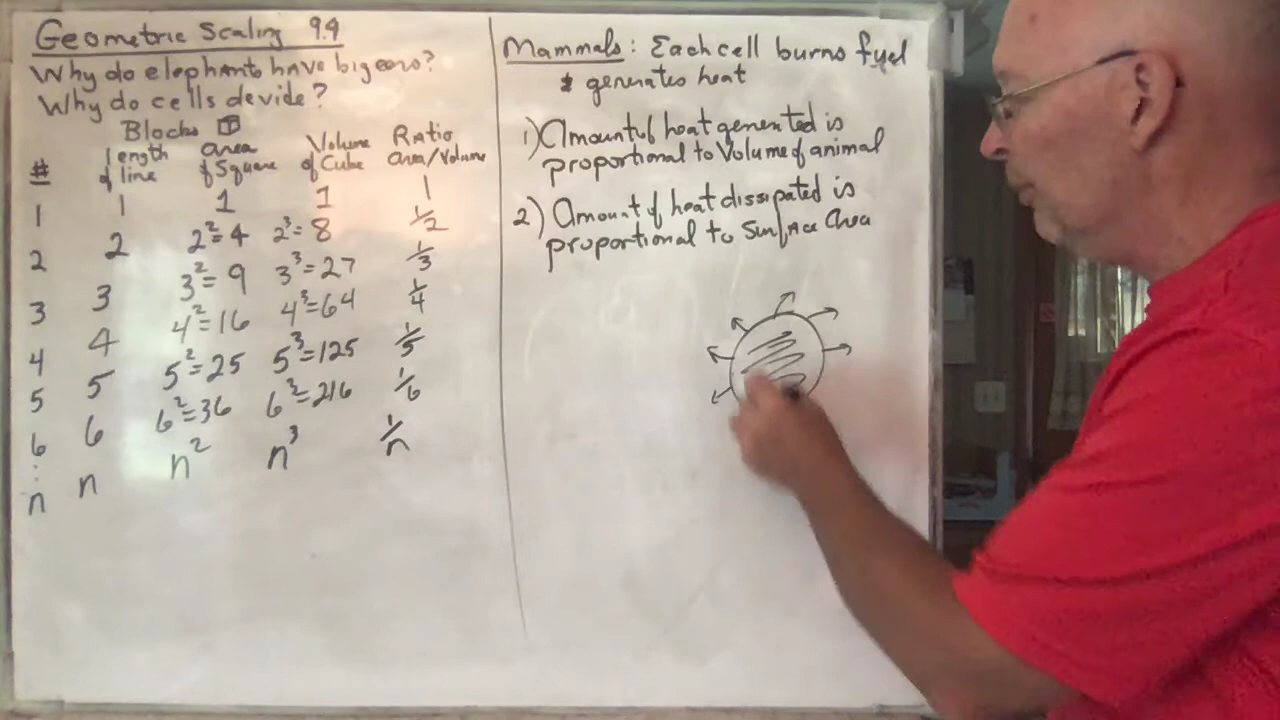 Geometric Scaling 9.4
Why do elephants have big ears?
Why do cells devide?
Blocks
# length of line area of Square Volume of Cube Ratio area/Volume
1 1 1 1 1
2 2 2²=4 2³=8 1/2
3 3 3²=9 3³=27 1/3
4 4 4²=16 4³=64 1/4
5 5 5²=25 5³=125 1/5
6 6 6²=36 6³=216 1/6
⋮
n n n² n³ 1/n
Mammals: Each cell burns fuel
& generates heat
1) Amount of heat generated is
proportional to Volume of animal
2) Amount of heat dissipated is
proportional to Surface Area